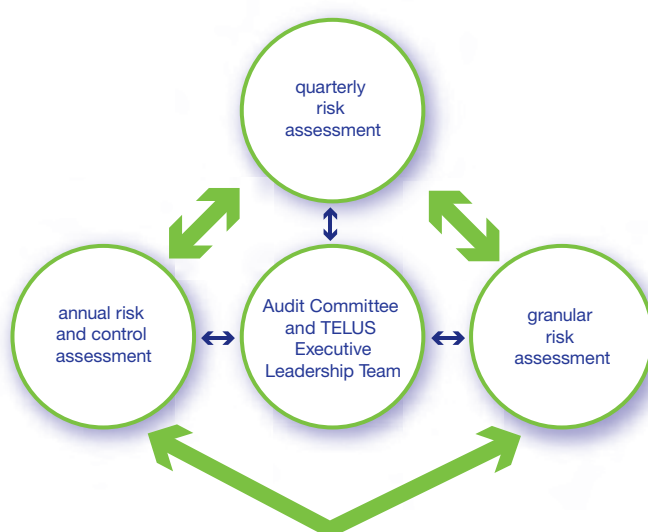 quarterly
risk
assessment
annual risk
and control
assessment
Audit Committee
and TELUS
Executive
Leadership Team
granular
risk
assessment